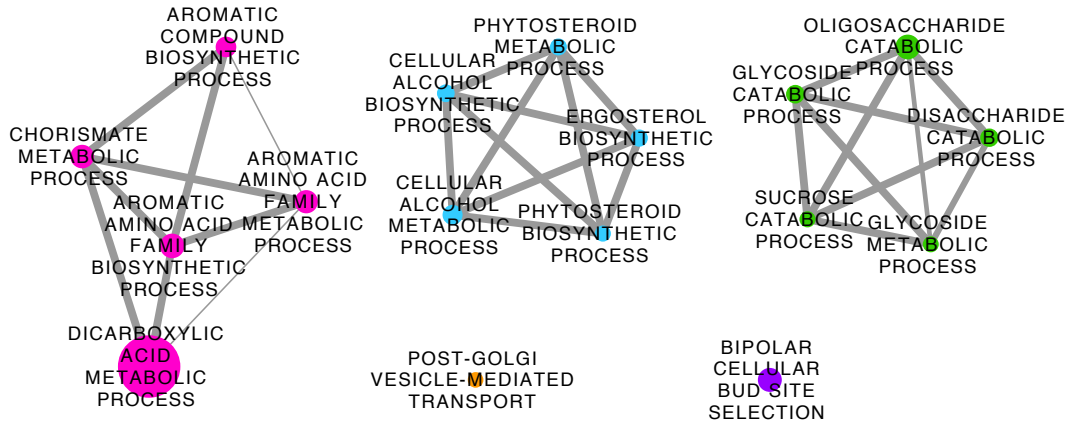 AROMATIC
COMPOUND
BIOSYNTHETIC
PROCESS
CHORISMATE
METABOLIC
PROCESS
AROMATIC
AMINO ACID
FAMILY
METABOLIC
PROCESS
AROMATIC
AMINO ACID
FAMILY
BIOSYNTHETIC
PROCESS
DICARBOXYLIC
ACID
METABOLIC
PROCESS
PHYTOSTEROID
METABOLIC
PROCESS
CELLULAR
ALCOHOL
BIOSYNTHETIC
PROCESS
ERGOSTEROL
BIOSYNTHETIC
PROCESS
CELLULAR
ALCOHOL
METABOLIC
PROCESS
PHYTOSTEROID
BIOSYNTHETIC
PROCESS
OLIGOSACCHARIDE
CATABOLIC
PROCESS
GLYCOSIDE
CATABOLIC
PROCESS
DISACCHARIDE
CATABOLIC
PROCESS
SUCROSE
CATABOLIC
PROCESS
GLYCOSIDE
METABOLIC
PROCESS
POST-GOLGI
VESICLE-MEDIATED
TRANSPORT
BIPOLAR
CELLULAR
BUD SITE
SELECTION